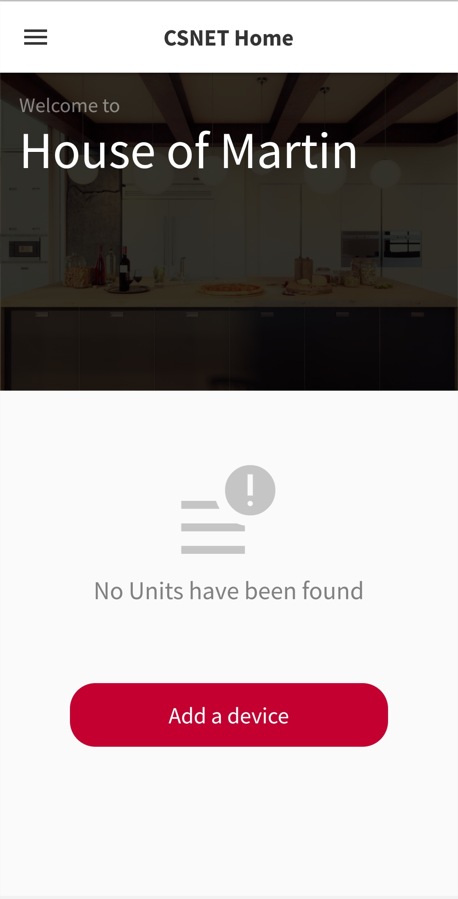 CSNET Home
Welcome to
House of Martin
No Units have been found
Add a device